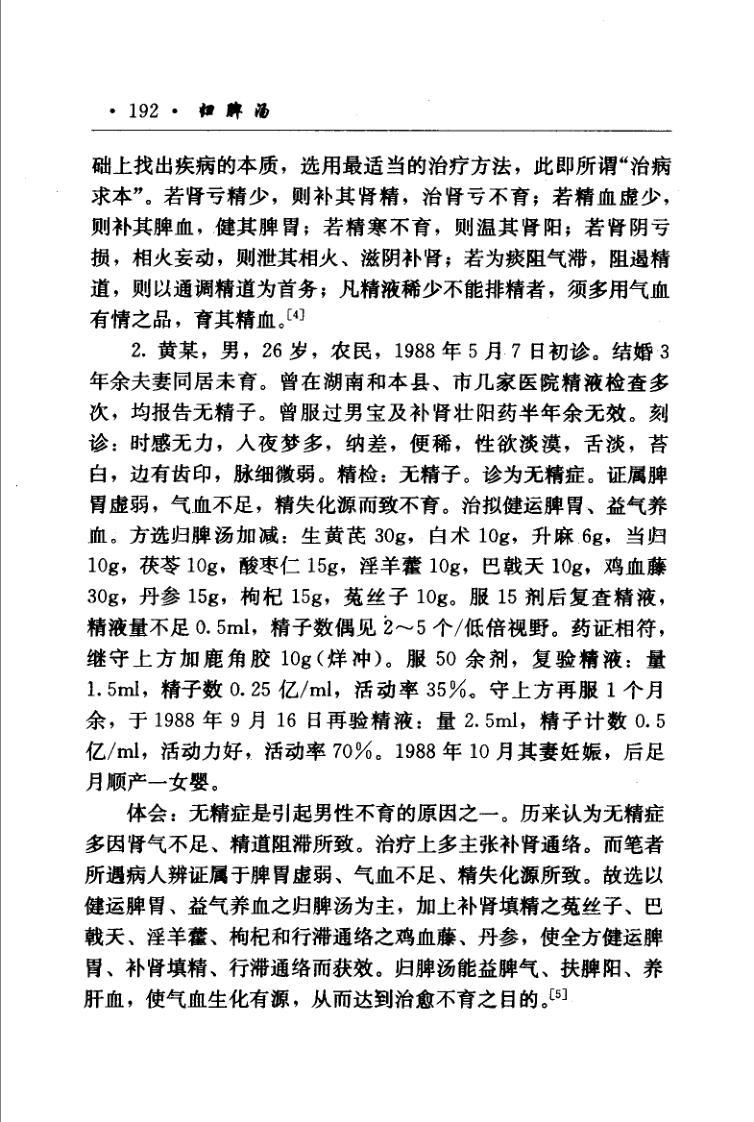 · 192 · 归脾汤
础上找出疾病的本质，选用最适当的治疗方法，此即所谓“治病
求本”。若肾亏精少，则补其肾精，治肾亏不育；若精血虚少，
则补其脾血，健其脾胃；若精寒不育，则温其肾阳；若肾阴亏
损，相火妄动，则泄其相火、滋阴补肾；若为痰阻气滞，阻遏精
道，则以通调精道为首务；凡精液稀少不能排精者，须多用气血
有情之品，育其精血。[4]
2. 黄某，男，26 岁，农民，1988 年 5 月 7 日初诊。结婚 3
年余夫妻同居未育。曾在湖南和本县、市几家医院精液检查多
次，均报告无精子。曾服过男宝及补肾壮阳药半年余无效。刻
诊：时感无力，人夜梦多，纳差，便稀，性欲淡漠，舌淡，苔
白，边有齿印，脉细微弱。精检：无精子。诊为无精症。证属脾
胃虚弱，气血不足，精失化源而致不育。治拟健运脾胃、益气养
血。方选归脾汤加减：生黄芪 30g，白术 10g，升麻 6g，当归
10g，茯苓 10g，酸枣仁 15g，淫羊藿 10g，巴戟天 10g，鸡血藤
30g，丹参 15g，枸杞 15g，菟丝子 10g。服 15 剂后复查精液，
精液量不足 0.5ml，精子数偶见 2～5 个/低倍视野。药证相符，
继守上方加鹿角胶 10g(烊冲)。服 50 余剂，复验精液：量
1.5ml，精子数 0.25 亿/ml，活动率 35%。守上方再服 1 个月
余，于 1988 年 9 月 16 日再验精液：量 2.5ml，精子计数 0.5
亿/ml，活动力好，活动率 70%。1988 年 10 月其妻妊娠，后足
月顺产一女婴。
体会：无精症是引起男性不育的原因之一。历来认为无精症
多因肾气不足、精道阻滞所致。治疗上多主张补肾通络。而笔者
所遇病人辨证属于脾胃虚弱、气血不足、精失化源所致。故选以
健运脾胃、益气养血之归脾汤为主，加上补肾填精之菟丝子、巴
戟天、淫羊藿、枸杞和行滞通络之鸡血藤、丹参，使全方健运脾
胃、补肾填精、行滞通络而获效。归脾汤能益脾气、扶脾阳、养
肝血，使气血生化有源，从而达到治愈不育之目的。[5]